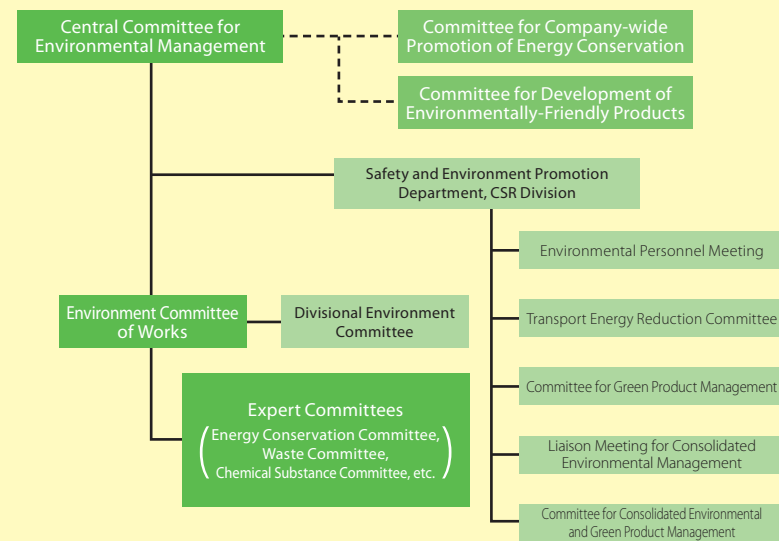 Central Committee for
Environmental Management
Committee for Company-wide
Promotion of Energy Conservation
Committee for Development of
Environmentally-Friendly Products
Safety and Environment Promotion
Department, CSR Division
Environmental Personnel Meeting
Environment Committee
of Works
Divisional Environment
Committee
Transport Energy Reduction Committee
Committee for Green Product Management
Expert Committees
(Energy Conservation Committee,
Waste Committee,
Chemical Substance Committee, etc.)
Liaison Meeting for Consolidated
Environmental Management
Committee for Consolidated Environmental
and Green Product Management